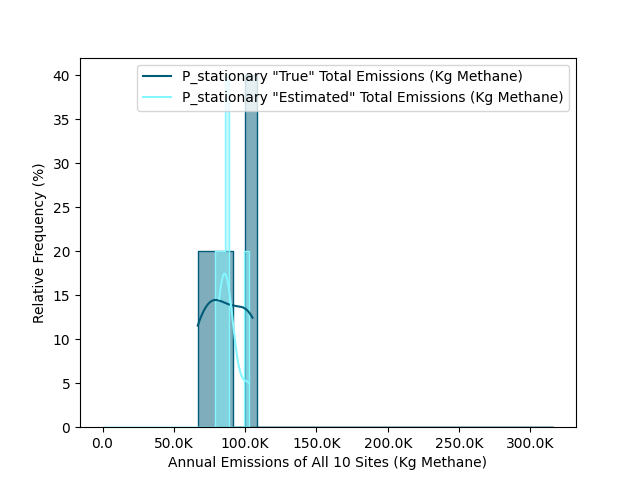 P_stationary "True" Total Emissions (Kg Methane)
P_stationary "Estimated" Total Emissions (Kg Methane)
40
35
30
25
20
15
10
5
0
Relative Frequency (%)
0.0 50.0K 100.0K 150.0K 200.0K 250.0K 300.0K
Annual Emissions of All 10 Sites (Kg Methane)